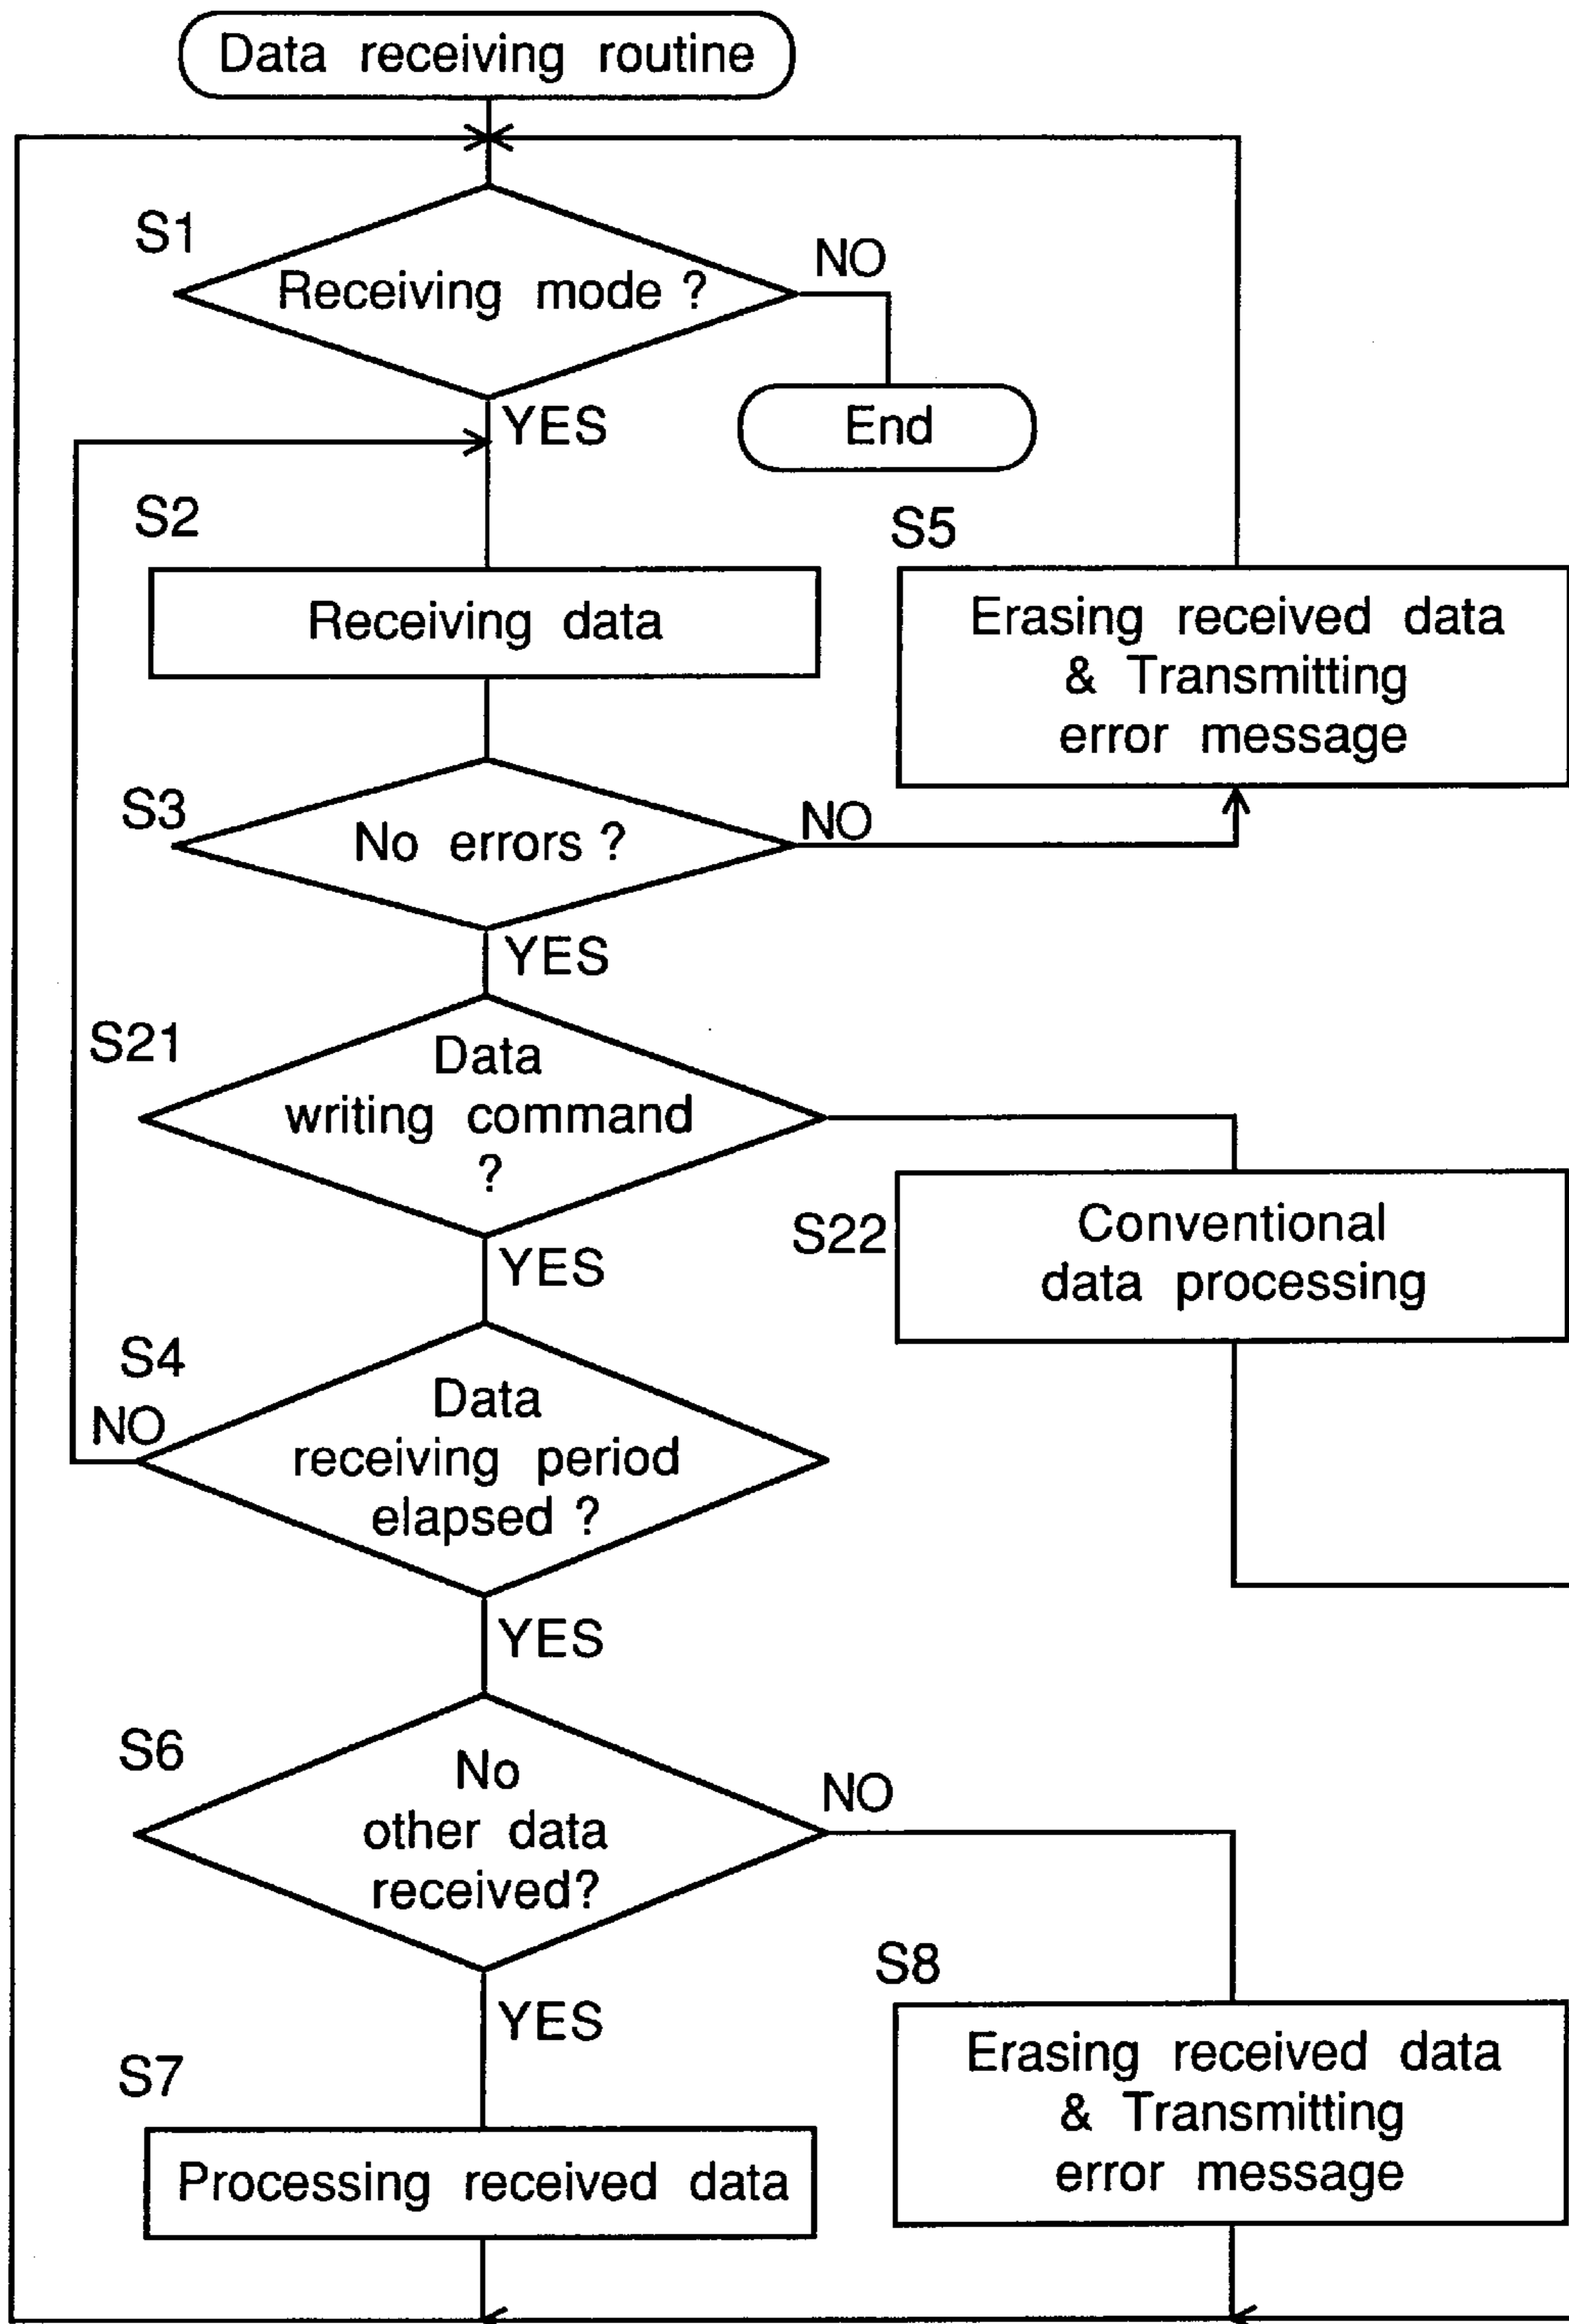 Data receiving routine
S1
Receiving mode ?
NO
YES
End
S2
Receiving data
S5
Erasing received data
& Transmitting
error message
S3
No errors ?
NO
YES
S21
Data
writing command
?
YES
S22
Conventional
data processing
S4
NO
Data
receiving period
elapsed ?
YES
S6
No
other data
received?
NO
YES
S8
Erasing received data
& Transmitting
error message
S7
Processing received data